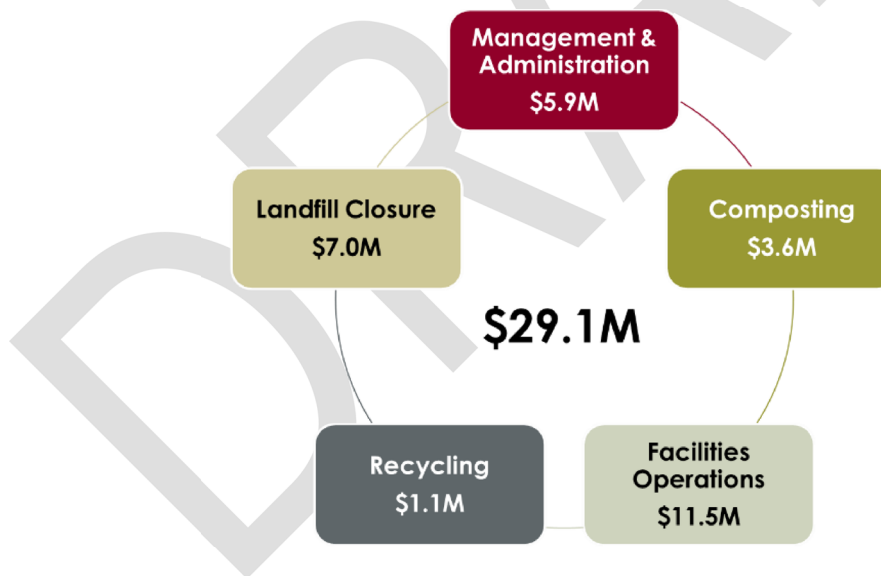 Management &
Administration
$5.9M
Landfill Closure
$7.0M
Composting
$3.6M
$29.1M
Recycling
$1.1M
Facilities
Operations
$11.5M
DRA